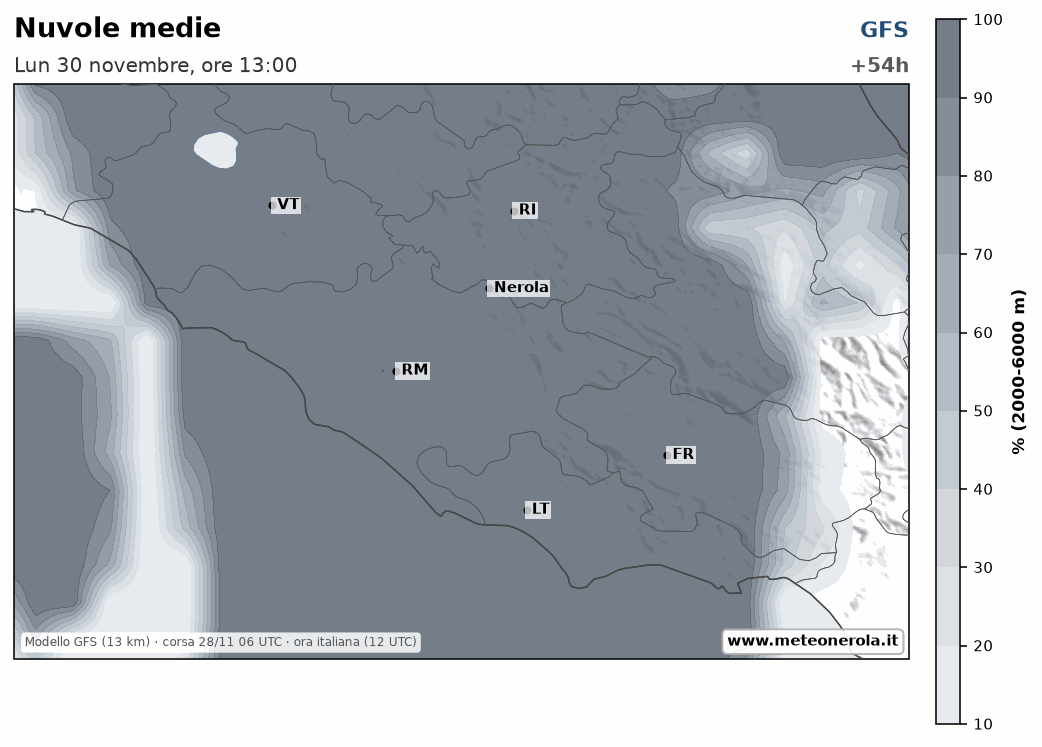 Nuvole medie
GFS
Lun 30 novembre, ore 13:00
+54h
VT
RI
Nerola
RM
FR
LT
Modello GFS (13 km) · corsa 28/11 06 UTC · ora italiana (12 UTC)
www.meteonerola.it
100
90
80
70
60
50
40
30
20
10
% (2000-6000 m)